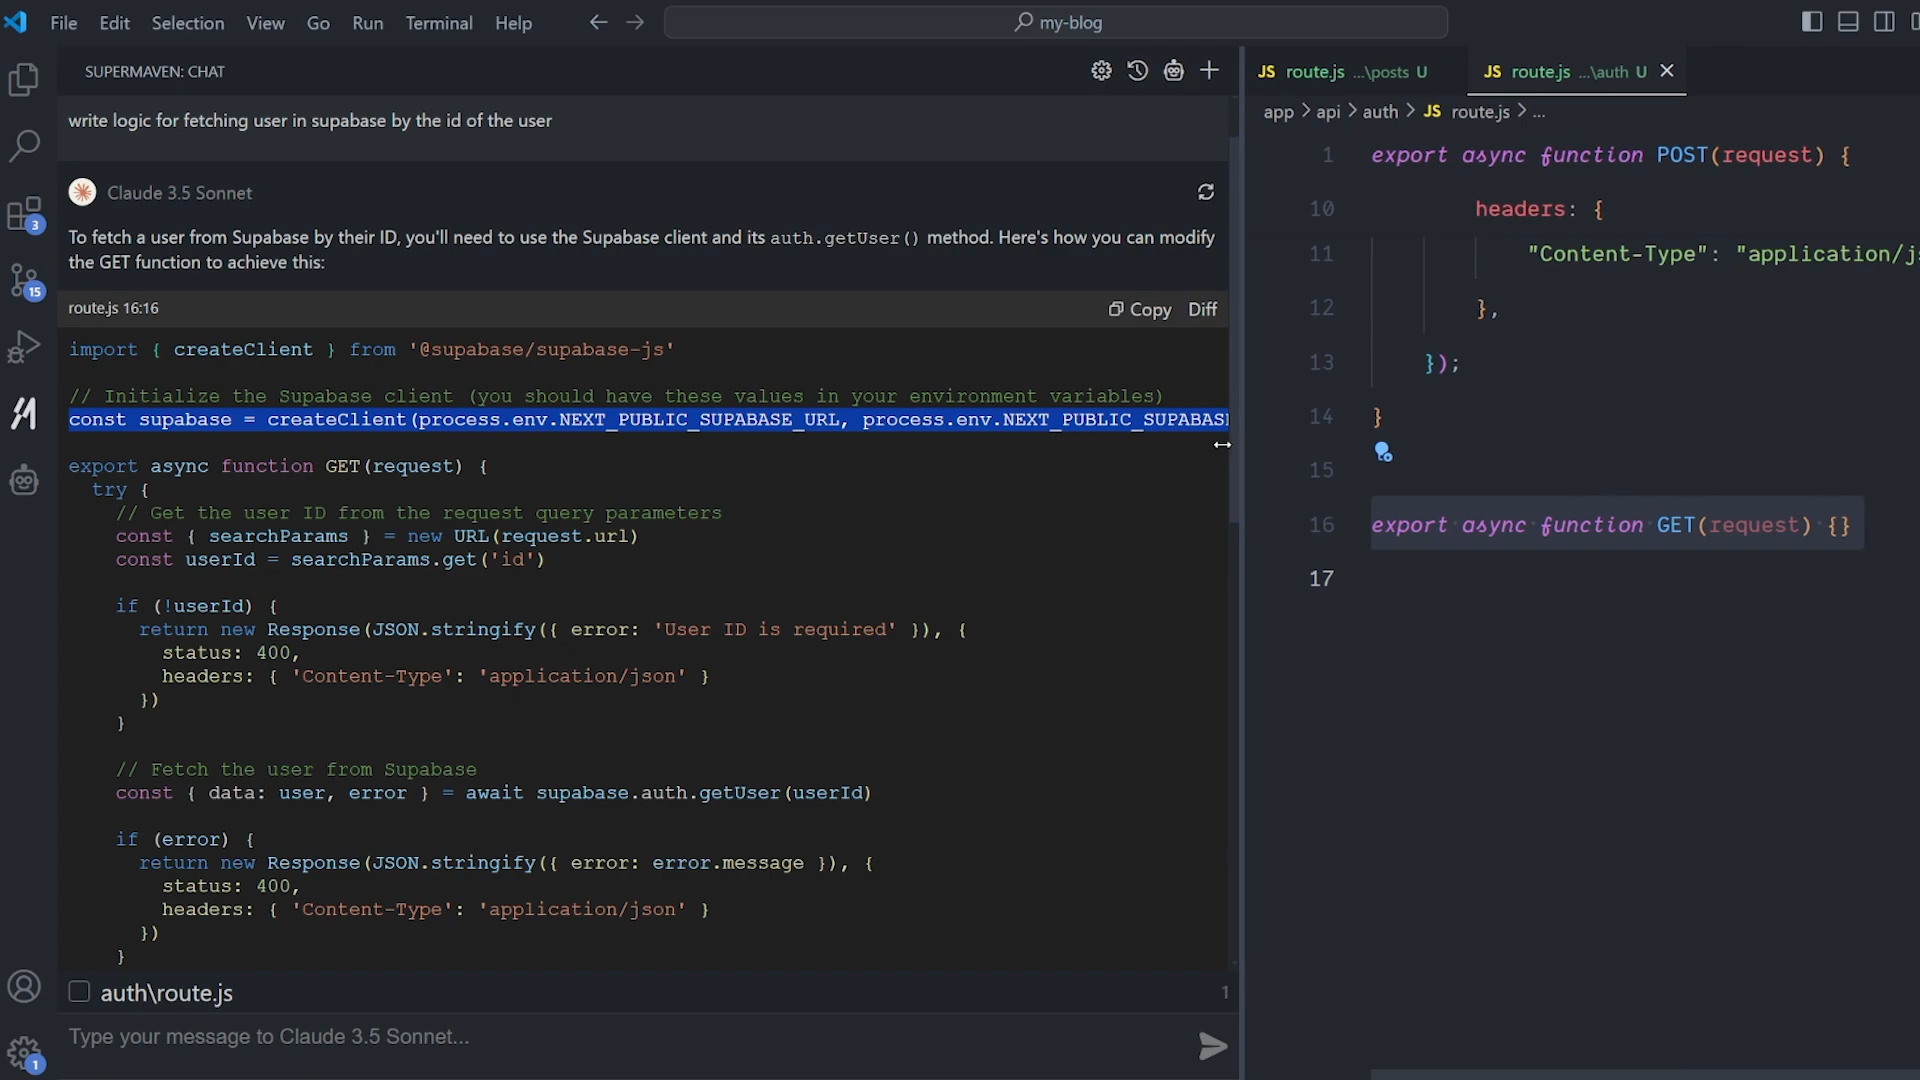 File Edit Selection View Go Run Terminal Help
my-blog
SUPERMAVEN: CHAT
write logic for fetching user in supabase by the id of the user
Claude 3.5 Sonnet
To fetch a user from Supabase by their ID, you'll need to use the Supabase client and its auth.getUser() method. Here's how you can modify
the GET function to achieve this:
route.js 16:16
Copy Diff
import { createClient } from '@supabase/supabase-js'
// Initialize the Supabase client (you should have these values in your environment variables)
const supabase = createClient(process.env.NEXT_PUBLIC_SUPABASE_URL, process.env.NEXT_PUBLIC_SUPABASE
export async function GET(request) {
try {
// Get the user ID from the request query parameters
const { searchParams } = new URL(request.url)
const userId = searchParams.get('id')
if (!userId) {
return new Response(JSON.stringify({ error: 'User ID is required' }), {
status: 400,
headers: { 'Content-Type': 'application/json' }
})
}
// Fetch the user from Supabase
const { data: user, error } = await supabase.auth.getUser(userId)
if (error) {
return new Response(JSON.stringify({ error: error.message }), {
status: 400,
headers: { 'Content-Type': 'application/json' }
})
}
auth\route.js
1
Type your message to Claude 3.5 Sonnet...
3
15
1
JS route.js ...\posts U
JS route.js ...\auth U
app > api > auth > JS route.js > ...
1 export async function POST(request) {
10 headers: {
11 "Content-Type": "application/js
12 },
13 });
14 }
15
16 export async function GET(request) {}
17